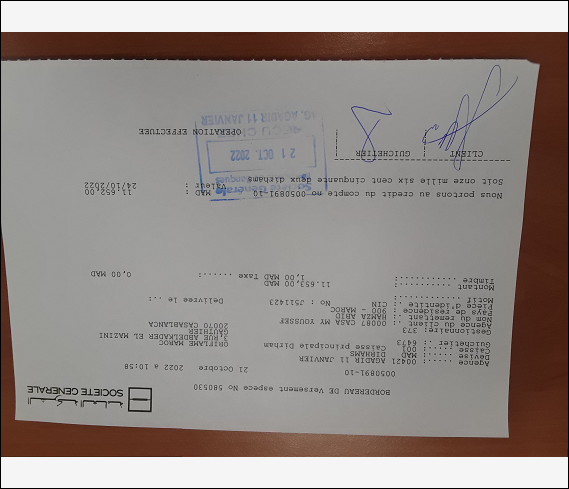 الشركة العامة
SOCIETE GENERALE
BORDEREAU DE Versement espece No 580530
21 Octobre 2022 a 10:58
0050891-10
Agence : 00421 AGADIR 11 JANVIER
Devise ..... : MAD DIRHAMS
Caisse ..... : 001 Caisse principale Dirham
Guichetier .. : 6473
ORIFLAME MAROC
3,RUE ABDELKADER EL MAZINI
GAUTHIER
20070 CASABLANCA
Gestionnaire: 373
Agence du client .: 00081 CASA MY YOUSSEF
Nom du remettant .: HAMZA ABID
Pays de residence : 900 - MAROC
Pièce d'identité .: CIN No : J511423 Delivree le ..:
Motif ............:
Montant ..........: 11.653,00 MAD
Timbre ...........: 1,00 MAD Taxe ......: 0,00 MAD
Nous portons au credit du compte no 0050891-10 MAD : 11.652,00
Soit onze mille six cent cinquante deux dirhams Valeur : 24/10/2022
CLIENT GUICHETIER
OPERATION EFFECTUEE
Société Générale
21 OCT. 2022
AG. AGADIR 11 JANVIER